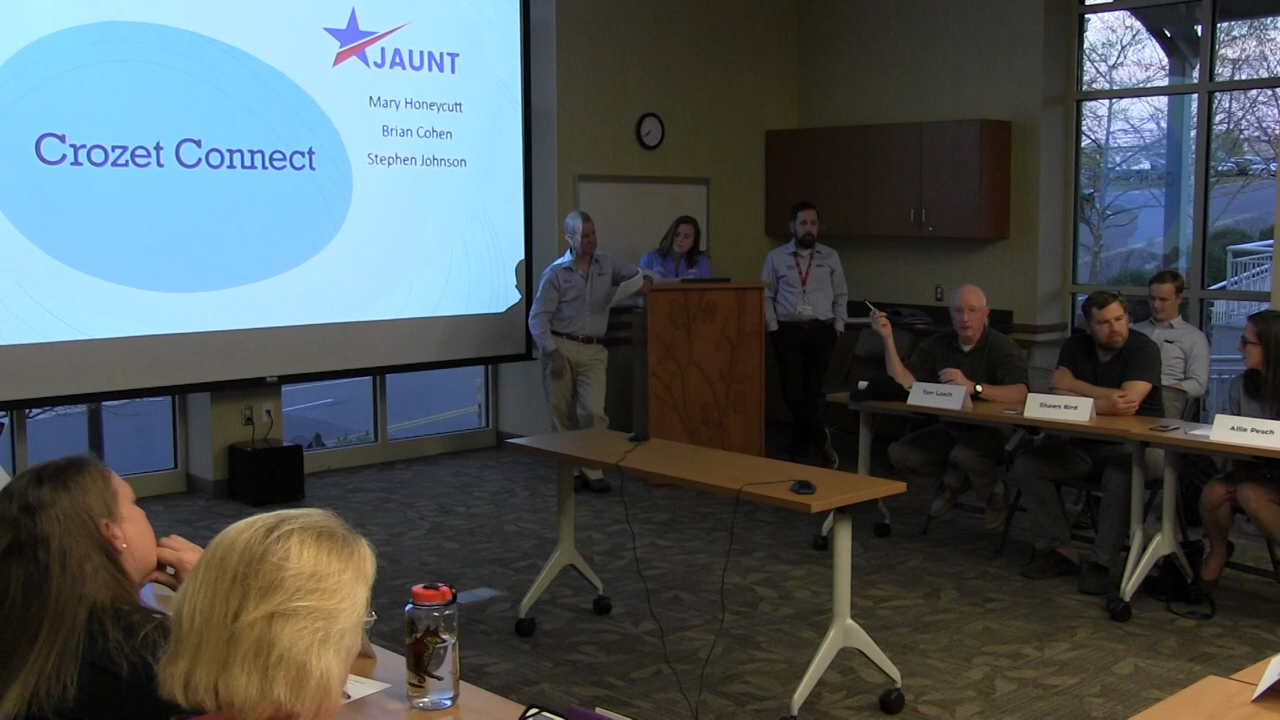 JAUNT
Mary Honeycutt
Brian Cohen
Stephen Johnson
Crozet Connect
Tom Loach
Shawn Bird
Allie Pesch